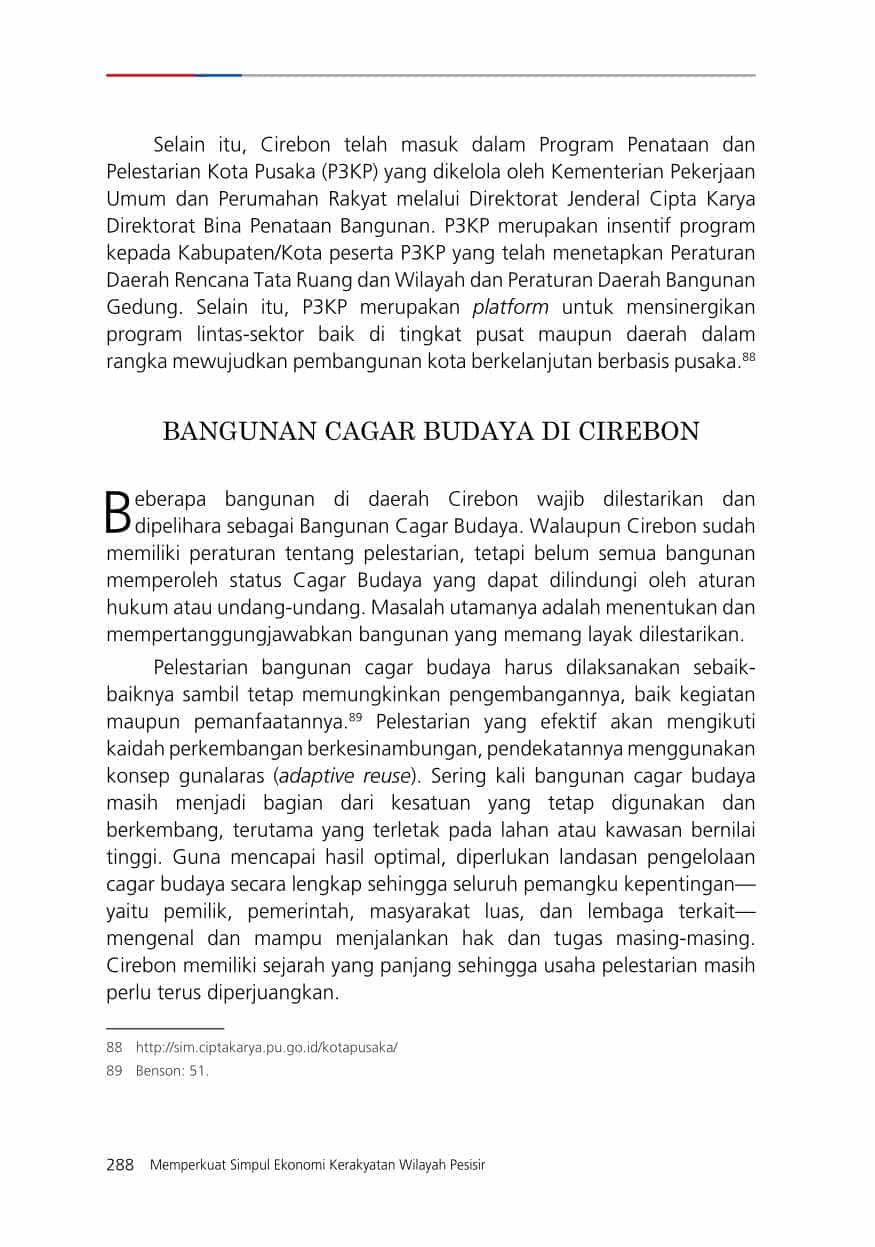 Selain itu, Cirebon telah masuk dalam Program Penataan dan
Pelestarian Kota Pusaka (P3KP) yang dikelola oleh Kementerian Pekerjaan
Umum dan Perumahan Rakyat melalui Direktorat Jenderal Cipta Karya
Direktorat Bina Penataan Bangunan. P3KP merupakan insentif program
kepada Kabupaten/Kota peserta P3KP yang telah menetapkan Peraturan
Daerah Rencana Tata Ruang dan Wilayah dan Peraturan Daerah Bangunan
Gedung. Selain itu, P3KP merupakan platform untuk mensinergikan
program lintas-sektor baik di tingkat pusat maupun daerah dalam
rangka mewujudkan pembangunan kota berkelanjutan berbasis pusaka.88
BANGUNAN CAGAR BUDAYA DI CIREBON
Beberapa bangunan di daerah Cirebon wajib dilestarikan dan
dipelihara sebagai Bangunan Cagar Budaya. Walaupun Cirebon sudah
memiliki peraturan tentang pelestarian, tetapi belum semua bangunan
memperoleh status Cagar Budaya yang dapat dilindungi oleh aturan
hukum atau undang-undang. Masalah utamanya adalah menentukan dan
mempertanggungjawabkan bangunan yang memang layak dilestarikan.
Pelestarian bangunan cagar budaya harus dilaksanakan sebaik-
baiknya sambil tetap memungkinkan pengembangannya, baik kegiatan
maupun pemanfaatannya.89 Pelestarian yang efektif akan mengikuti
kaidah perkembangan berkesinambungan, pendekatannya menggunakan
konsep gunalaras (adaptive reuse). Sering kali bangunan cagar budaya
masih menjadi bagian dari kesatuan yang tetap digunakan dan
berkembang, terutama yang terletak pada lahan atau kawasan bernilai
tinggi. Guna mencapai hasil optimal, diperlukan landasan pengelolaan
cagar budaya secara lengkap sehingga seluruh pemangku kepentingan—
yaitu pemilik, pemerintah, masyarakat luas, dan lembaga terkait—
mengenal dan mampu menjalankan hak dan tugas masing-masing.
Cirebon memiliki sejarah yang panjang sehingga usaha pelestarian masih
perlu terus diperjuangkan.
88 http://sim.ciptakarya.pu.go.id/kotapusaka/
89 Benson: 51.
288 Memperkuat Simpul Ekonomi Kerakyatan Wilayah Pesisir